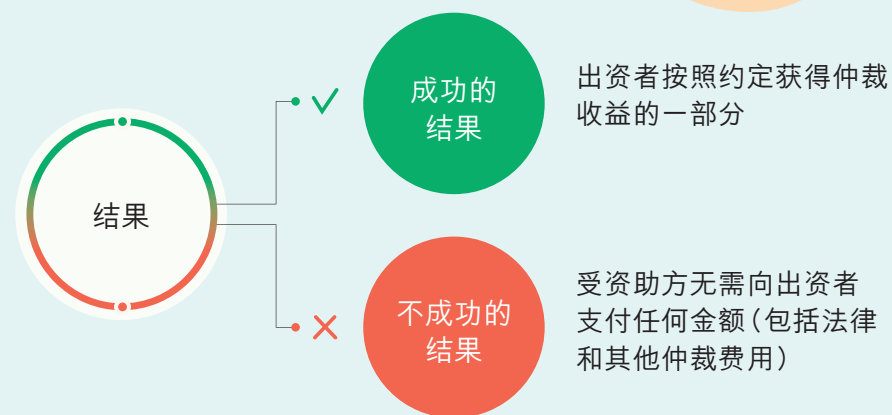 结果
成功的
结果
出资者按照约定获得仲裁
收益的一部分
不成功的
结果
受资助方无需向出资者
支付任何金额（包括法律
和其他仲裁费用）